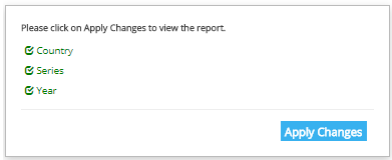 Please click on Apply Changes to view the report.
Country
Series
Year
Apply Changes